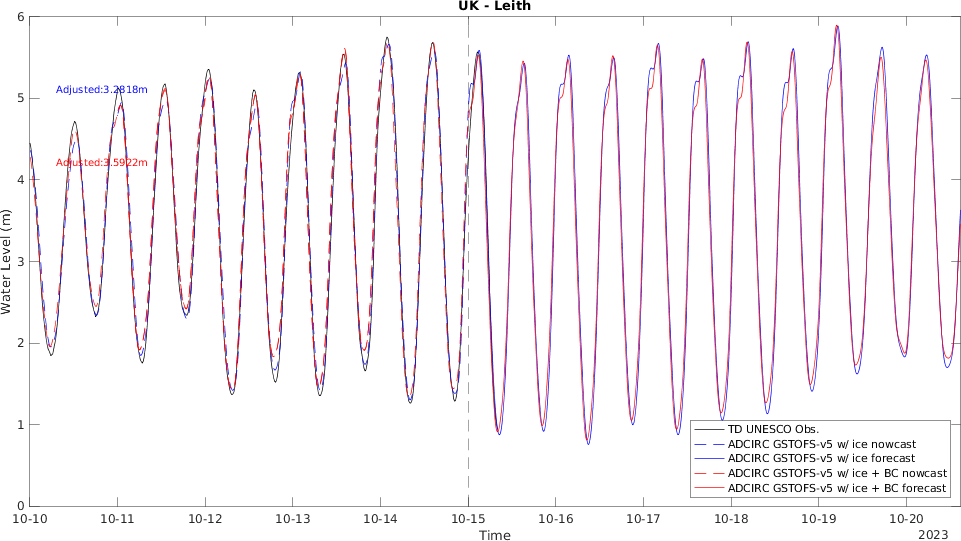 UK - Leith
6
5
4
3
2
1
0
Water Level (m)
Adjusted:3.2818m
Adjusted:3.5922m
TD UNESCO Obs.
ADCIRC GSTOFS-v5 w/ ice nowcast
ADCIRC GSTOFS-v5 w/ ice forecast
ADCIRC GSTOFS-v5 w/ ice + BC nowcast
ADCIRC GSTOFS-v5 w/ ice + BC forecast
10-10 10-11 10-12 10-13 10-14 10-15 10-16 10-17 10-18 10-19 10-20
Time
2023